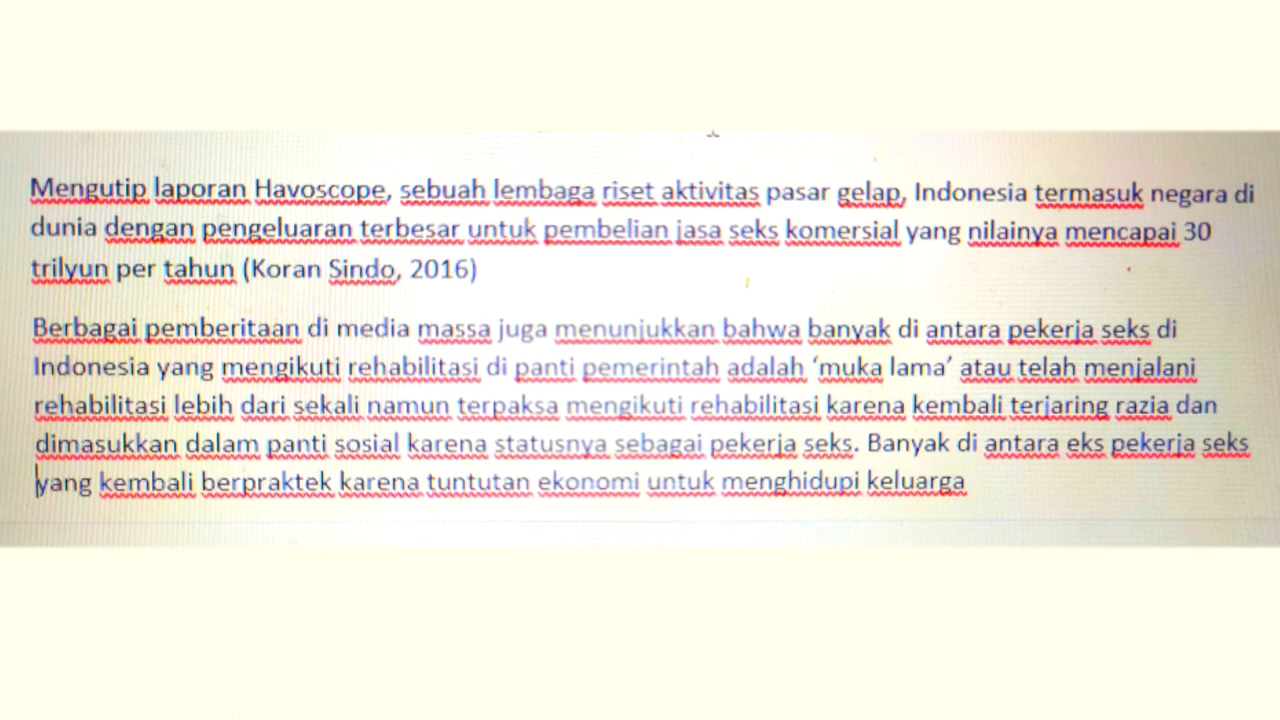 Mengutip laporan Havoscope, sebuah lembaga riset aktivitas pasar gelap, Indonesia termasuk negara di
dunia dengan pengeluaran terbesar untuk pembelian jasa seks komersial yang nilainya mencapai 30
trilyun per tahun (Koran Sindo, 2016)
Berbagai pemberitaan di media massa juga menunjukkan bahwa banyak di antara pekerja seks di
Indonesia yang mengikuti rehabilitasi di panti pemerintah adalah ‘muka lama’ atau telah menjalani
rehabilitasi lebih dari sekali namun terpaksa mengikuti rehabilitasi karena kembali terjaring razia dan
dimasukkan dalam panti sosial karena statusnya sebagai pekerja seks. Banyak di antara eks pekerja seks
yang kembali berpraktek karena tuntutan ekonomi untuk menghidupi keluarga